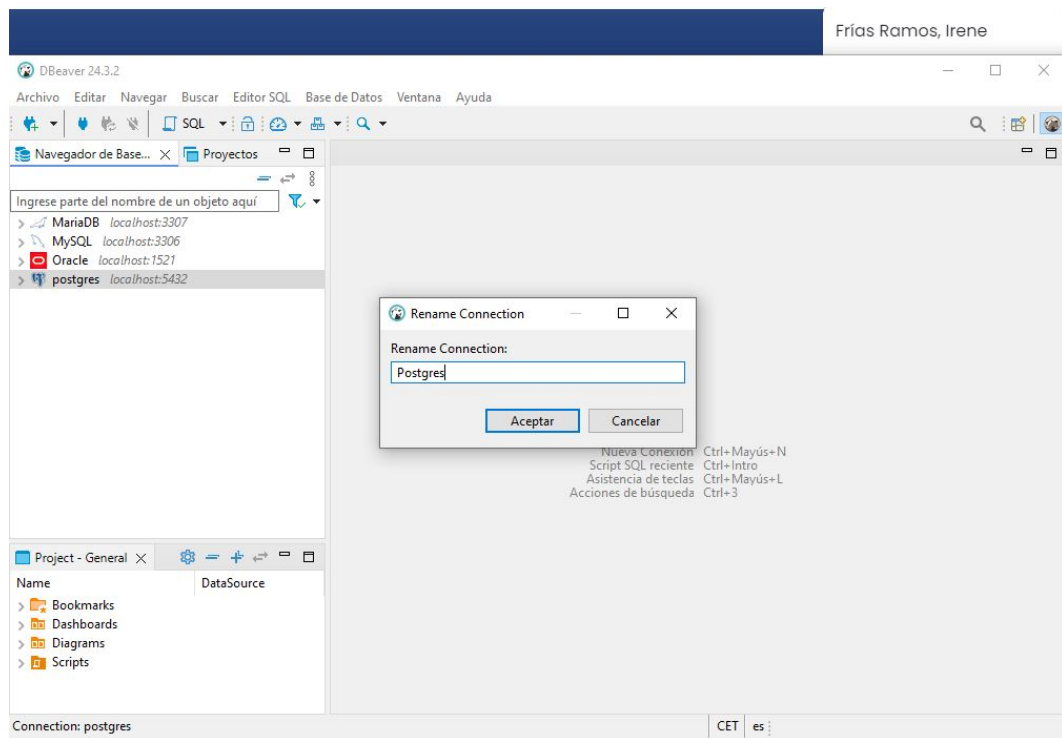 Frías Ramos, Irene
DBeaver 24.3.2
Archivo Editar Navegar Buscar Editor SQL Base de Datos Ventana Ayuda
SQL
Navegador de Base... Proyectos
Ingrese parte del nombre de un objeto aquí
MariaDB localhost:3307
MySQL localhost:3306
Oracle localhost:1521
postgres localhost:5432
Rename Connection
Rename Connection:
Postgres
Aceptar Cancelar
Nueva Conexión Ctrl+Mayús+N
Script SQL reciente Ctrl+Intro
Asistencia de teclas Ctrl+Mayús+L
Acciones de búsqueda Ctrl+3
Project - General
Name DataSource
Bookmarks
Dashboards
Diagrams
Scripts
Connection: postgres CET es